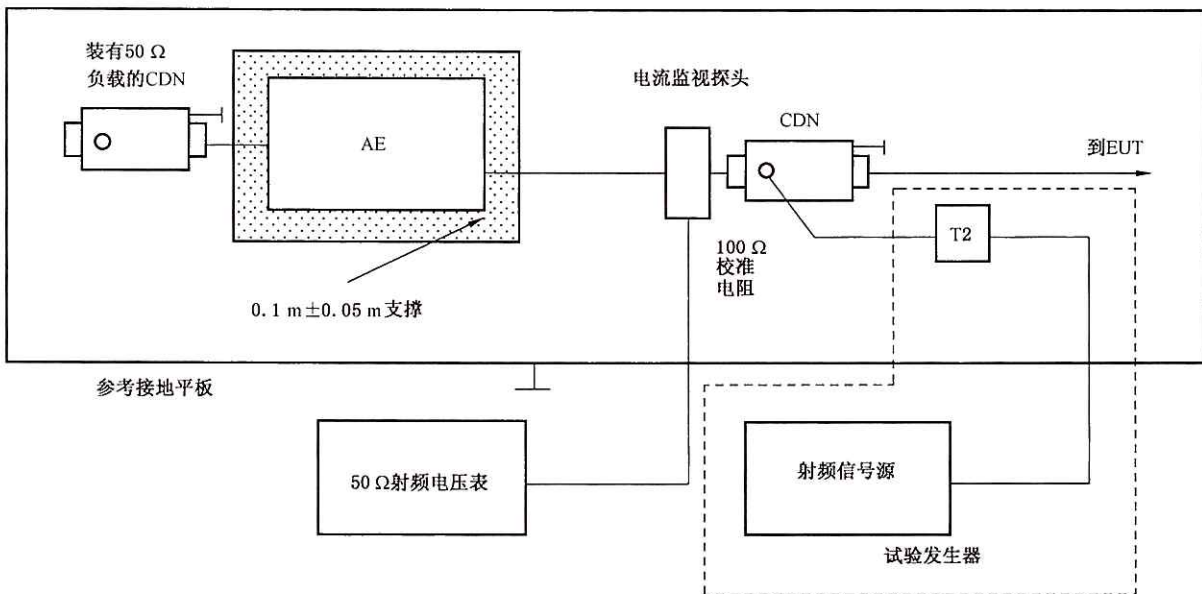 装有50 Ω
负载的CDN
AE
电流监视探头
CDN
到EUT
T2
100 Ω
校准
电阻
0.1 m±0.05 m支撑
参考接地平板
50 Ω射频电压表
射频信号源
试验发生器